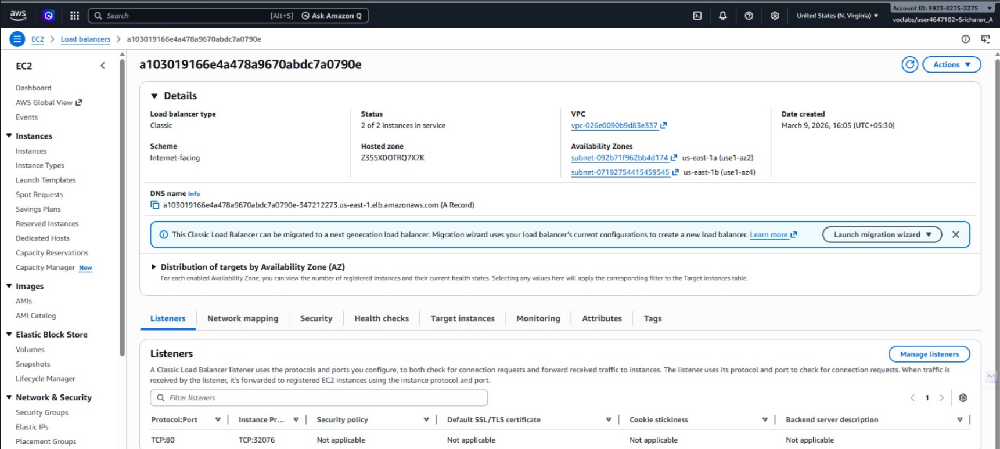 aws
Search [Alt+S] Ask Amazon Q
United States (N. Virginia)
Account ID: 9923-8275-3275
voclabs/user4647102=Sricharan_A
EC2 > Load balancers > a103019166e4a478a9670abdc7a0790e
EC2
Dashboard
AWS Global View
Events
Instances
Instances
Instance Types
Launch Templates
Spot Requests
Savings Plans
Reserved Instances
Dedicated Hosts
Capacity Reservations
Capacity Manager New
Images
AMIs
AMI Catalog
Elastic Block Store
Volumes
Snapshots
Lifecycle Manager
Network & Security
Security Groups
Elastic IPs
Placement Groups
a103019166e4a478a9670abdc7a0790e
Actions
Details
Load balancer type
Classic
Status
2 of 2 instances in service
VPC
vpc-026e0090b9d83e337
Date created
March 9, 2026, 16:05 (UTC+05:30)
Scheme
Internet-facing
Hosted zone
Z35SXDOTRQ7X7K
Availability Zones
subnet-092b71f962bb4d174 us-east-1a (use1-az2)
subnet-07192754415459545 us-east-1b (use1-az4)
DNS name Info
a103019166e4a478a9670abdc7a0790e-347212273.us-east-1.elb.amazonaws.com (A Record)
This Classic Load Balancer can be migrated to a next generation load balancer. Migration wizard uses your load balancer's current configurations to create a new load balancer. Learn more
Launch migration wizard
Distribution of targets by Availability Zone (AZ)
For each enabled Availability Zone, you can view the number of registered instances and their current health states. Selecting any values here will apply the corresponding filter to the Target instances table.
Listeners Network mapping Security Health checks Target instances Monitoring Attributes Tags
Listeners
Manage listeners
A Classic Load Balancer listener uses the protocols and ports you configure, to both check for connection requests and forward received traffic to instances. The listener uses its protocol and port to check for connection requests. When traffic is
received by the listener, it's forwarded to registered EC2 instances using the instance protocol and port.
Filter listeners
1
Protocol:Port Instance Pr... Security policy Default SSL/TLS certificate Cookie stickiness Backend server description
TCP:80 TCP:32076 Not applicable Not applicable Not applicable Not applicable